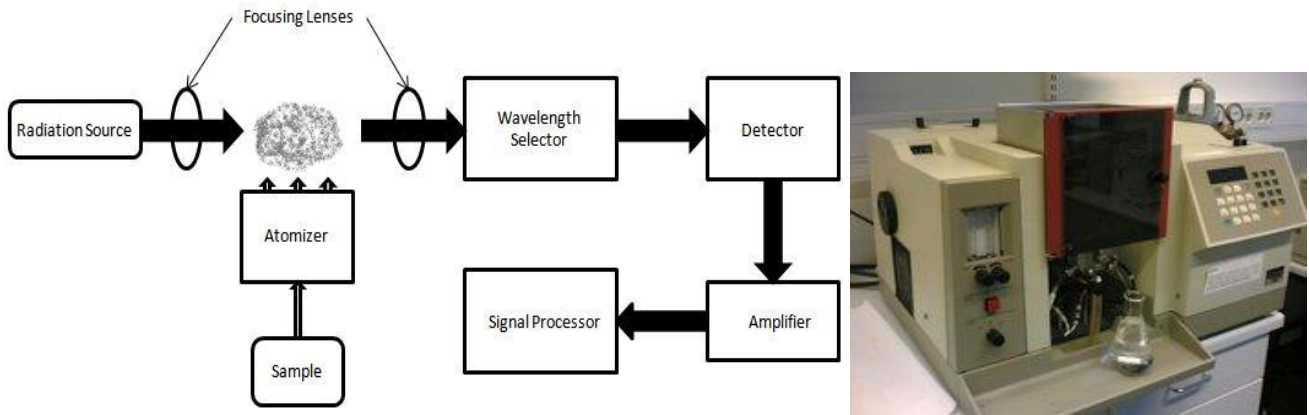 Focusing Lenses
Radiation Source
Wavelength
Selector
Detector
Atomizer
Signal Processor
Amplifier
Sample